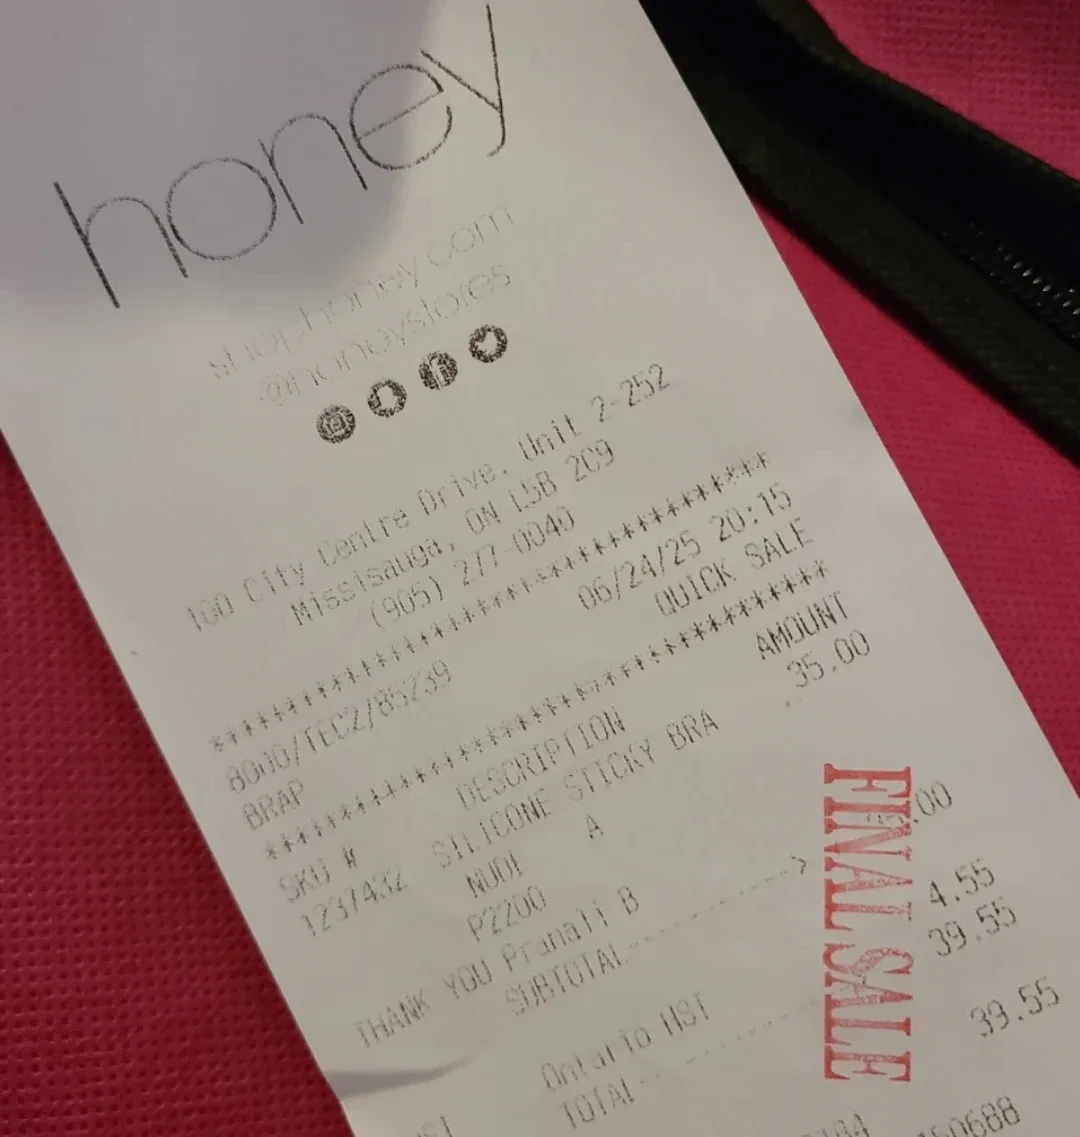 honey
shophoney.com
@honeystores
100 City Centre Drive, Unit 2-252
Mississauga, ON L5B 2C9
(905) 277-0040
***********************************
06/24/25 20:15
8000/TEC2/85239
QUICK SALE
BRAP
***********************************
SKU # DESCRIPTION AMOUNT
1237432 SILICONE STICKY BRA 35.00
NUDE A
P2200
THANK YOU Pranali B
SUBTOTAL ------------> .00
Ontario HST 4.55
TOTAL 39.55
39.55
FINAL SALE